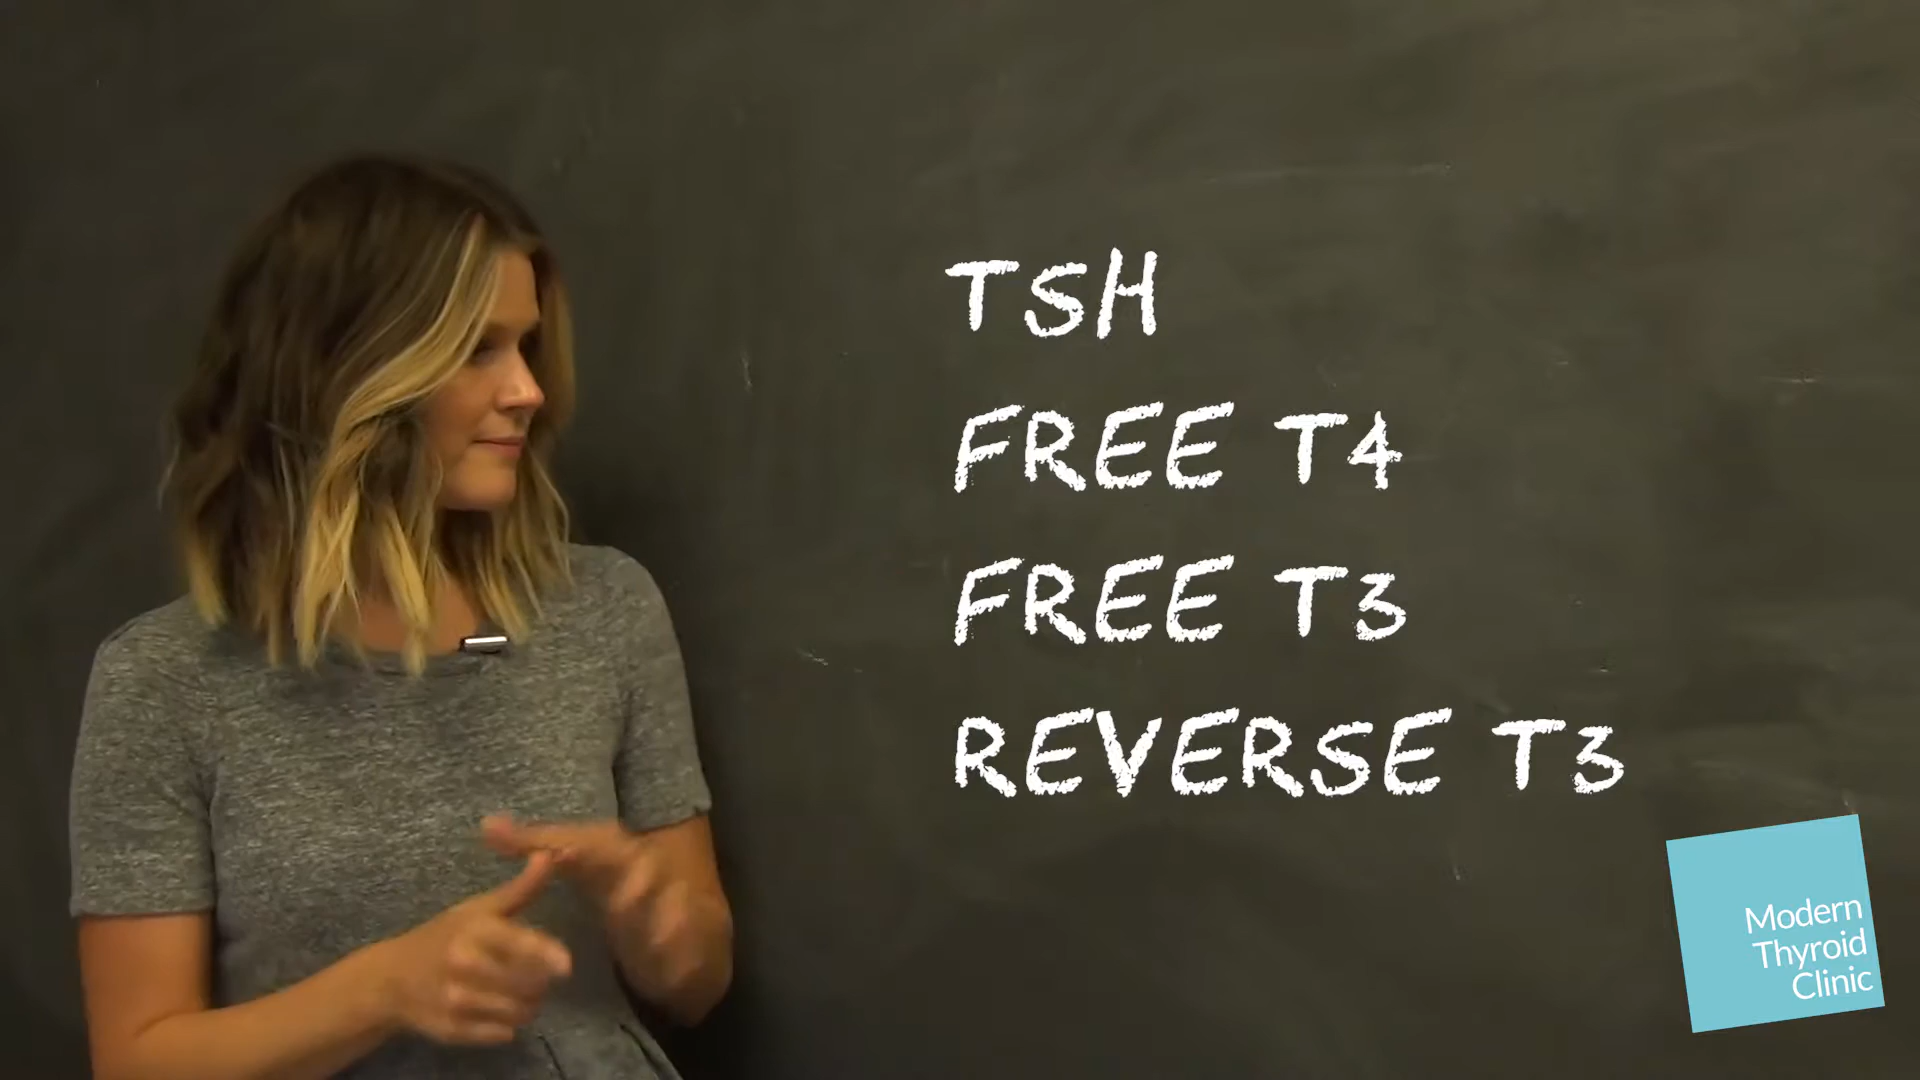 TSH
FREE T4
FREE T3
REVERSE T3
Modern
Thyroid
Clinic